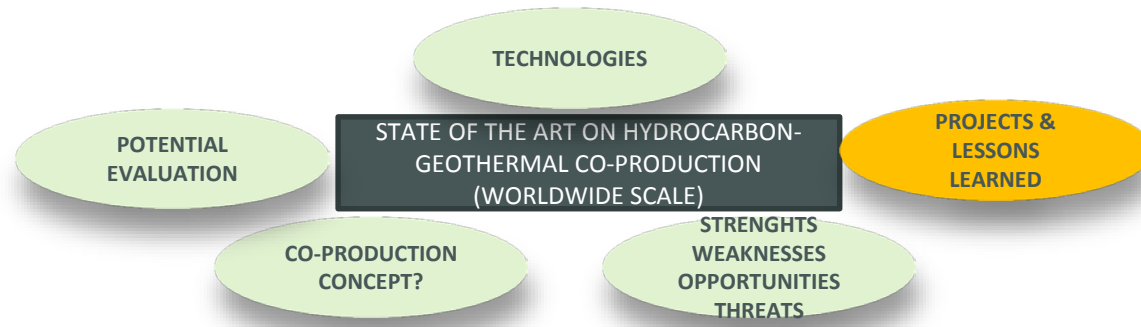 TECHNOLOGIES
POTENTIAL
EVALUATION
STATE OF THE ART ON HYDROCARBON-
GEOTHERMAL CO-PRODUCTION
(WORLDWIDE SCALE)
PROJECTS &
LESSONS
LEARNED
CO-PRODUCTION
CONCEPT?
STRENGHTS
WEAKNESSES
OPPORTUNITIES
THREATS